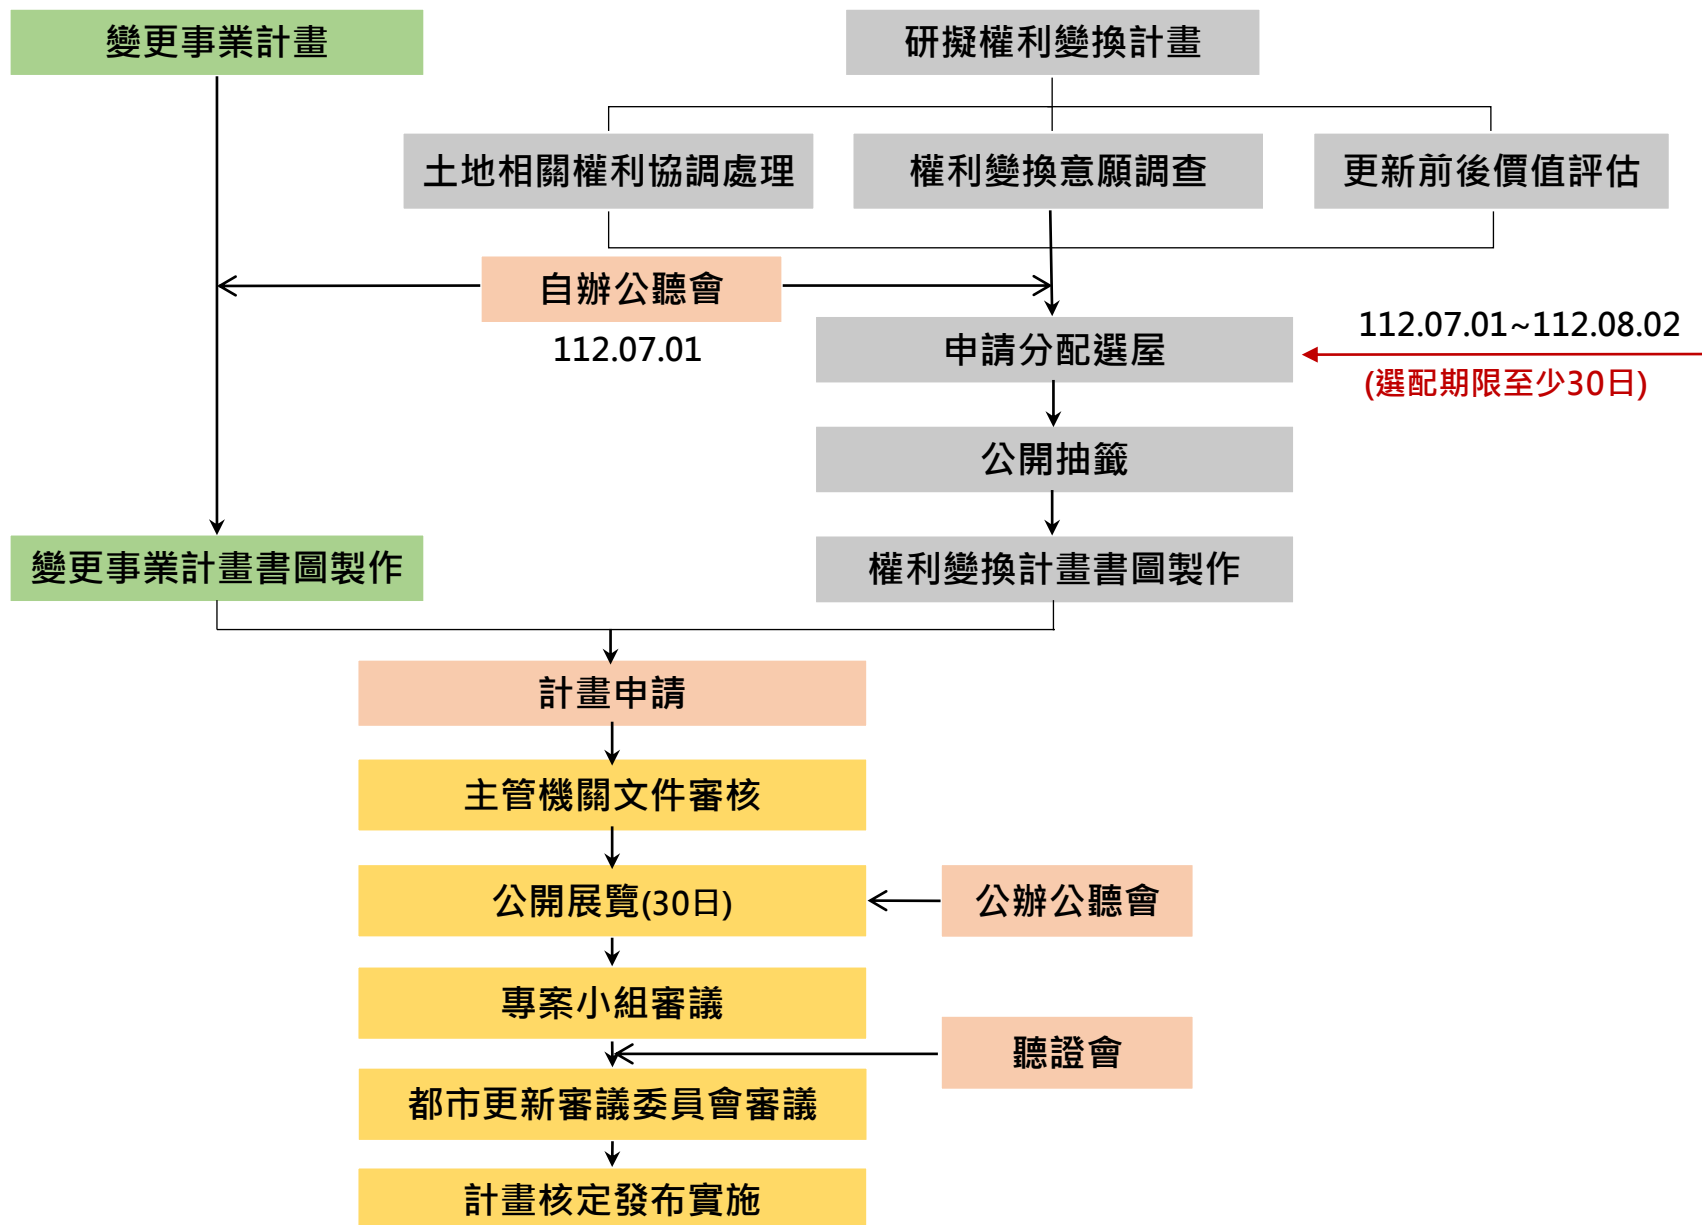 變更事業計畫
研擬權利變換計畫
土地相關權利協調處理
權利變換意願調查
更新前後價值評估
自辦公聽會
112.07.01
申請分配選屋
112.07.01~112.08.02
(選配期限至少30日)
公開抽籤
變更事業計畫書圖製作
權利變換計畫書圖製作
計畫申請
主管機關文件審核
公開展覽(30日)
公辦公聽會
專案小組審議
聽證會
都市更新審議委員會審議
計畫核定發布實施